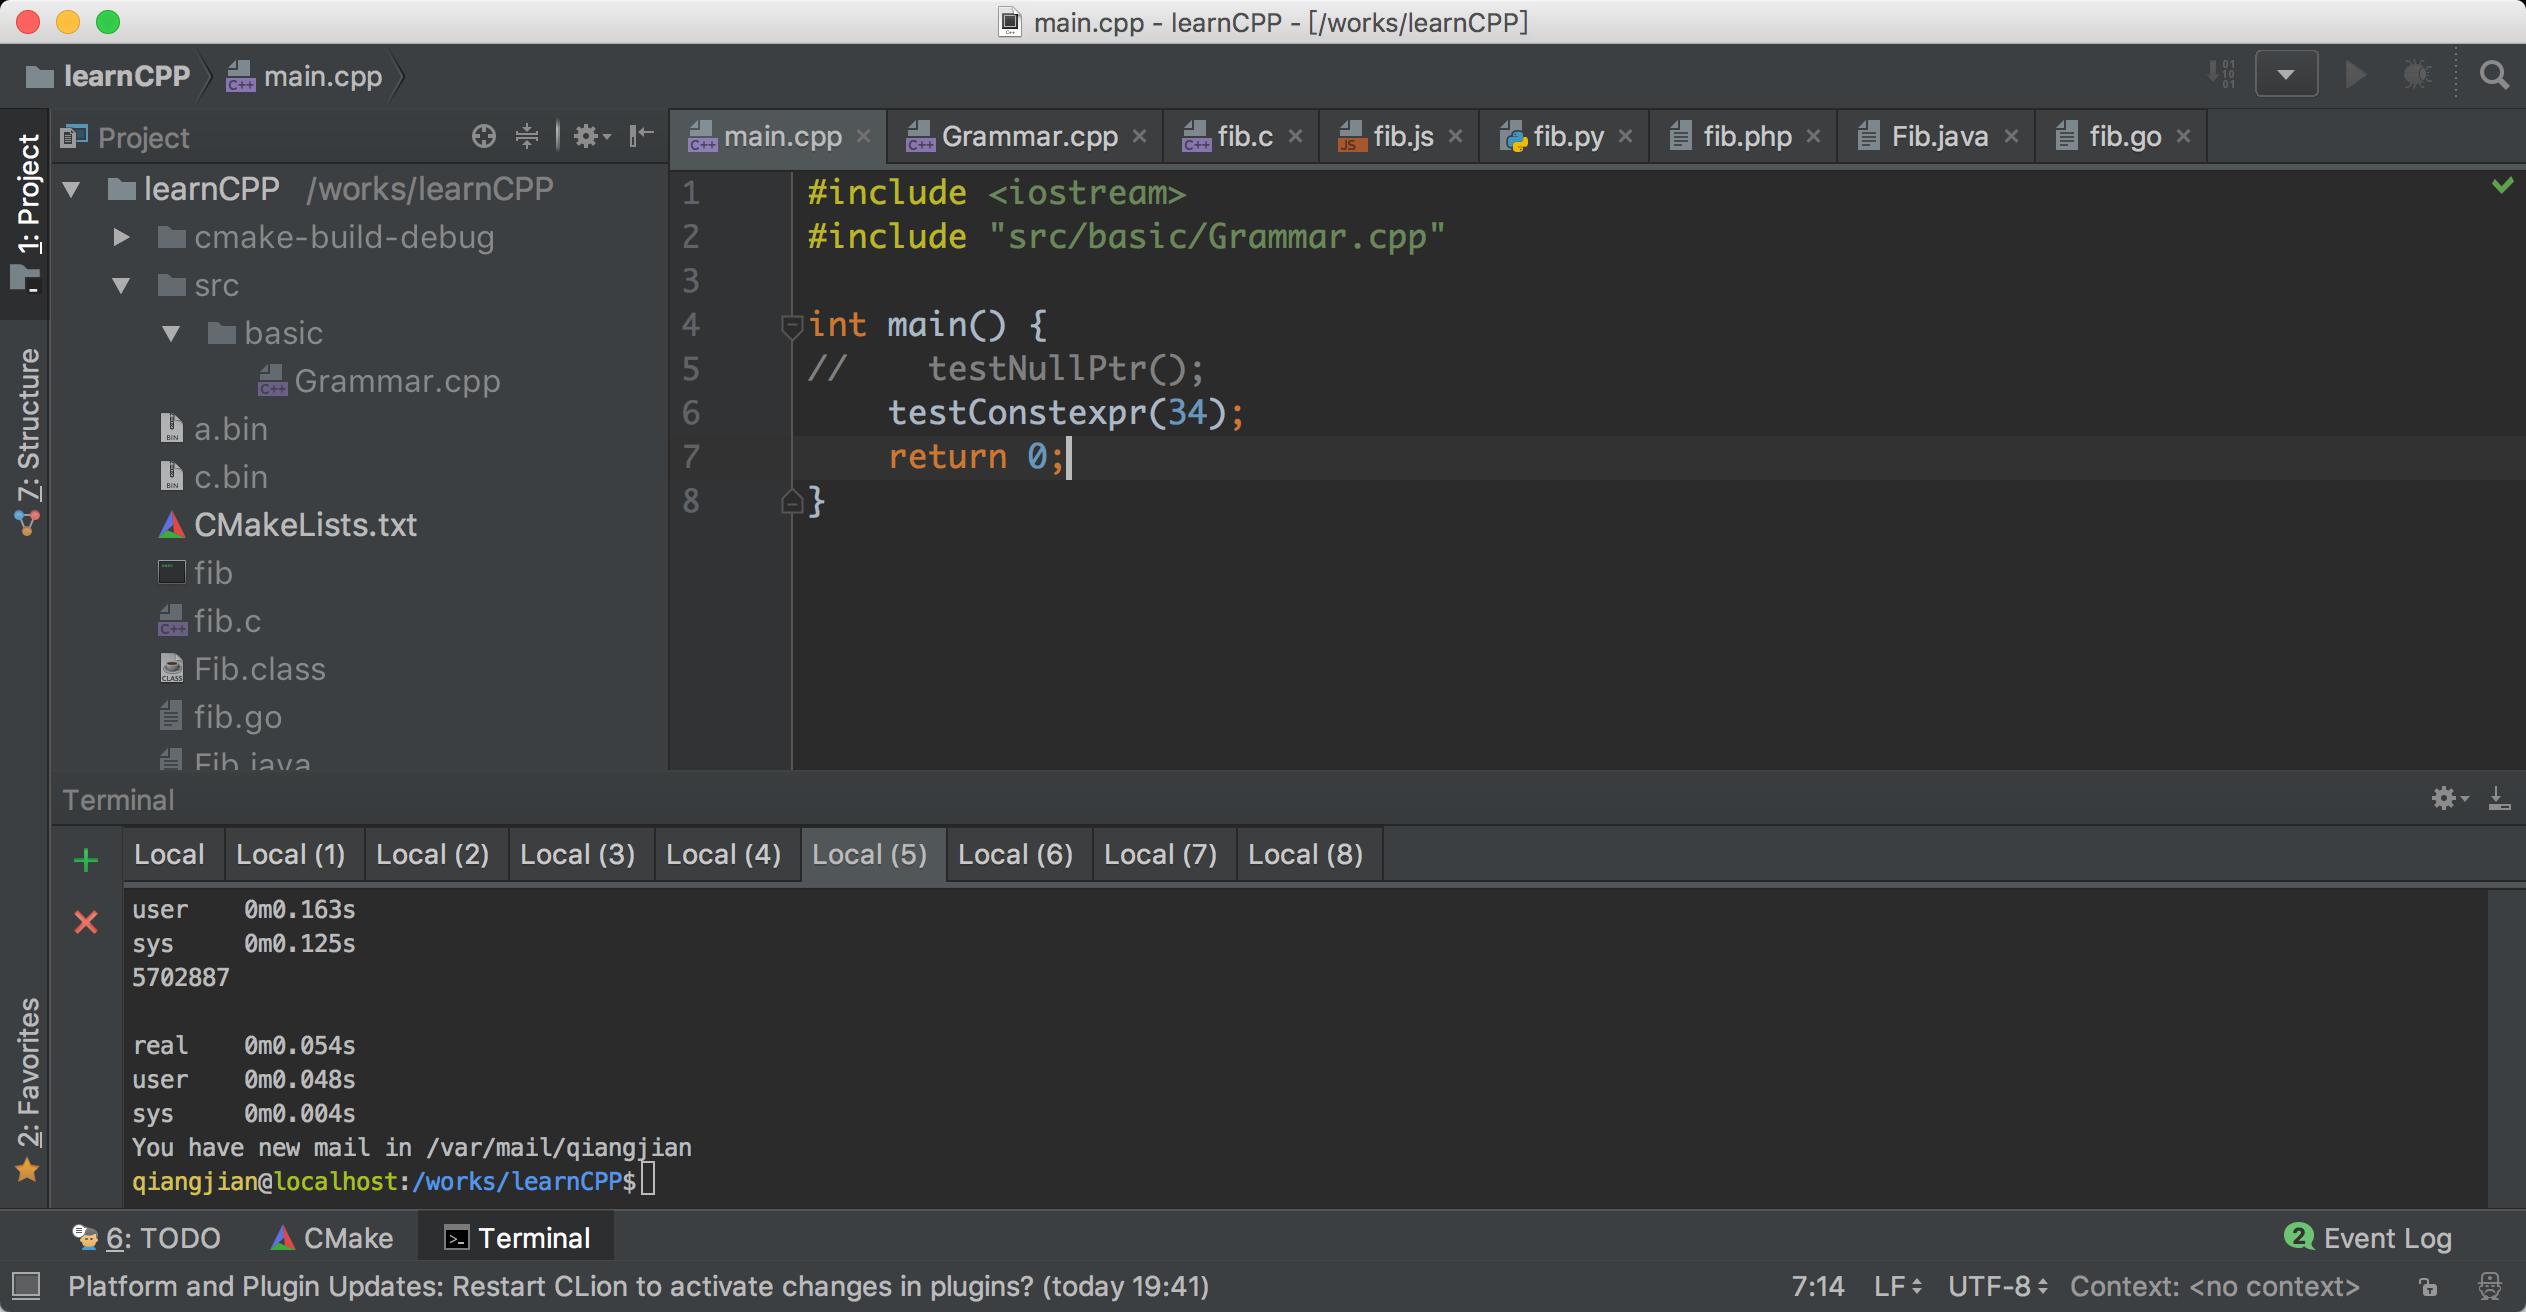 main.cpp - learnCPP - [/works/learnCPP]
learnCPP main.cpp
1: Project
7: Structure
2: Favorites
Project
learnCPP /works/learnCPP
cmake-build-debug
src
basic
Grammar.cpp
a.bin
c.bin
CMakeLists.txt
fib
fib.c
Fib.class
fib.go
Fib.java
main.cpp Grammar.cpp fib.c fib.js fib.py fib.php Fib.java fib.go
1 #include <iostream>
2 #include "src/basic/Grammar.cpp"
3
4 int main() {
5 //    testNullPtr();
6     testConstexpr(34);
7     return 0;
8 }
Terminal
Local Local (1) Local (2) Local (3) Local (4) Local (5) Local (6) Local (7) Local (8)
user    0m0.163s
sys     0m0.125s
5702887
real    0m0.054s
user    0m0.048s
sys     0m0.004s
You have new mail in /var/mail/qiangjian
qiangjian@localhost:/works/learnCPP$
6: TODO CMake Terminal 2 Event Log
Platform and Plugin Updates: Restart CLion to activate changes in plugins? (today 19:41) 7:14 LF UTF-8 Context: <no context>